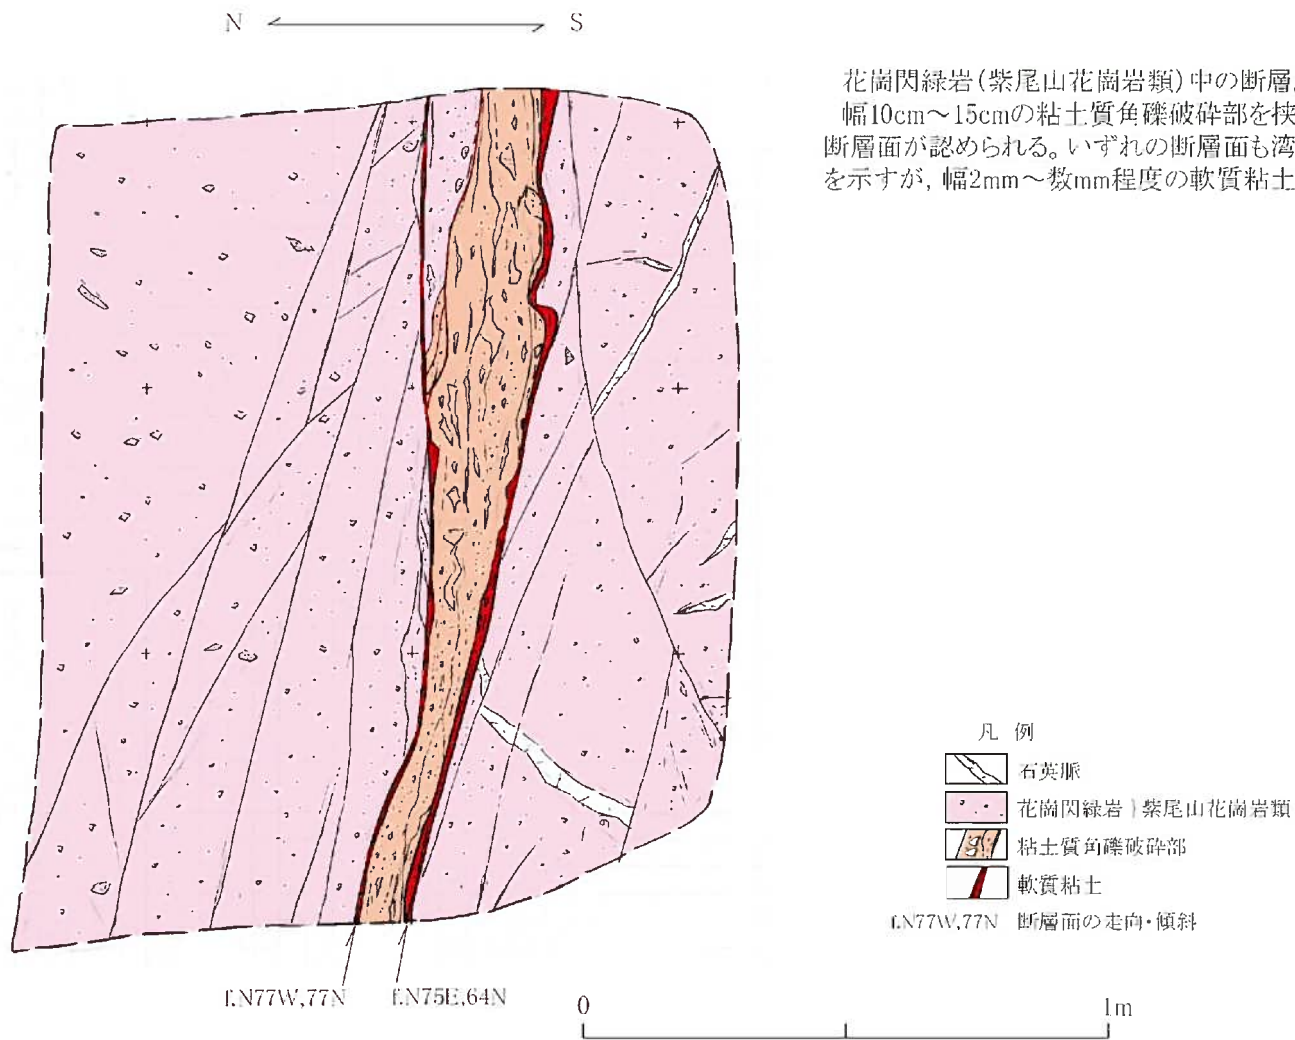 N S
花崗閃緑岩(紫尾山花崗岩類)中の断層。
幅10cm～15cmの粘土質角礫破砕部を挟
断層面が認められる。いずれの断層面も湾
を示すが，幅2mm～数mm程度の軟質粘土
凡 例
石英脈
花崗閃緑岩 紫尾山花崗岩類
粘土質角礫破砕部
軟質粘土
f.N77W,77N 断層面の走向・傾斜
f.N77W,77N f.N75E,64N
0 1m